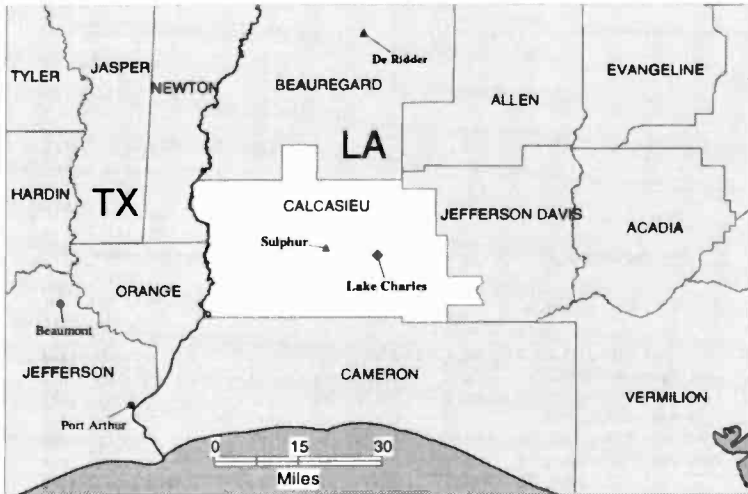 De Ridder
TYLER
JASPER
NEWTON
BEAUREGARD
ALLEN
EVANGELINE
LA
HARDIN
TX
CALCASIEU
JEFFERSON DAVIS
ACADIA
Sulphur
Lake Charles
ORANGE
Beaumont
JEFFERSON
CAMERON
VERMILION
Port Arthur
0 15 30
Miles